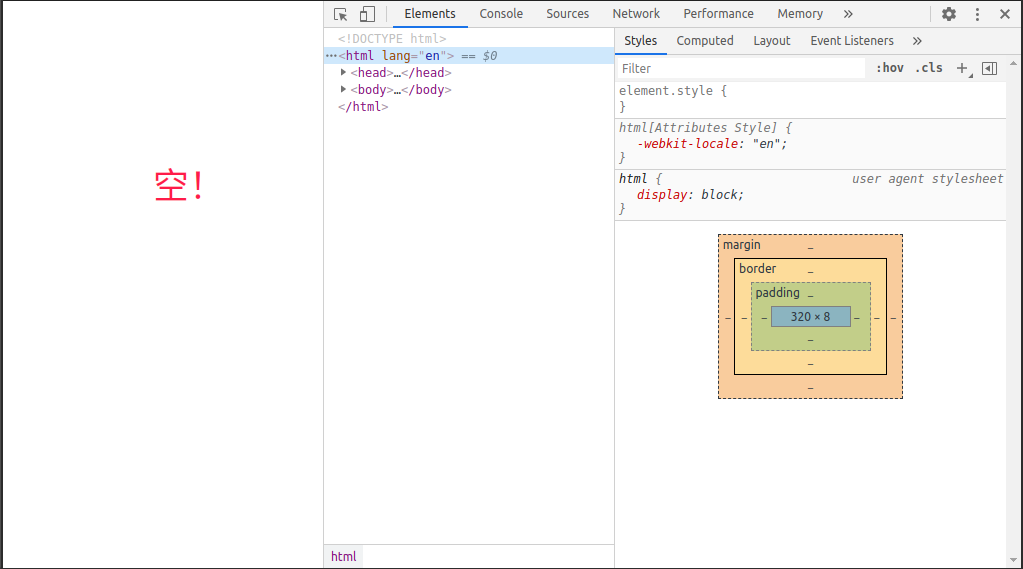 Elements Console Sources Network Performance Memory »
<!DOCTYPE html>
…<html lang="en"> == $0
<head>…</head>
<body>…</body>
</html>
空!
html
Styles Computed Layout Event Listeners »
Filter :hov .cls +
element.style {
}
html[Attributes Style] {
-webkit-locale: "en";
}
html { user agent stylesheet
display: block;
}
margin –
border –
padding –
– – – 320 × 8 – – –
–
–
–